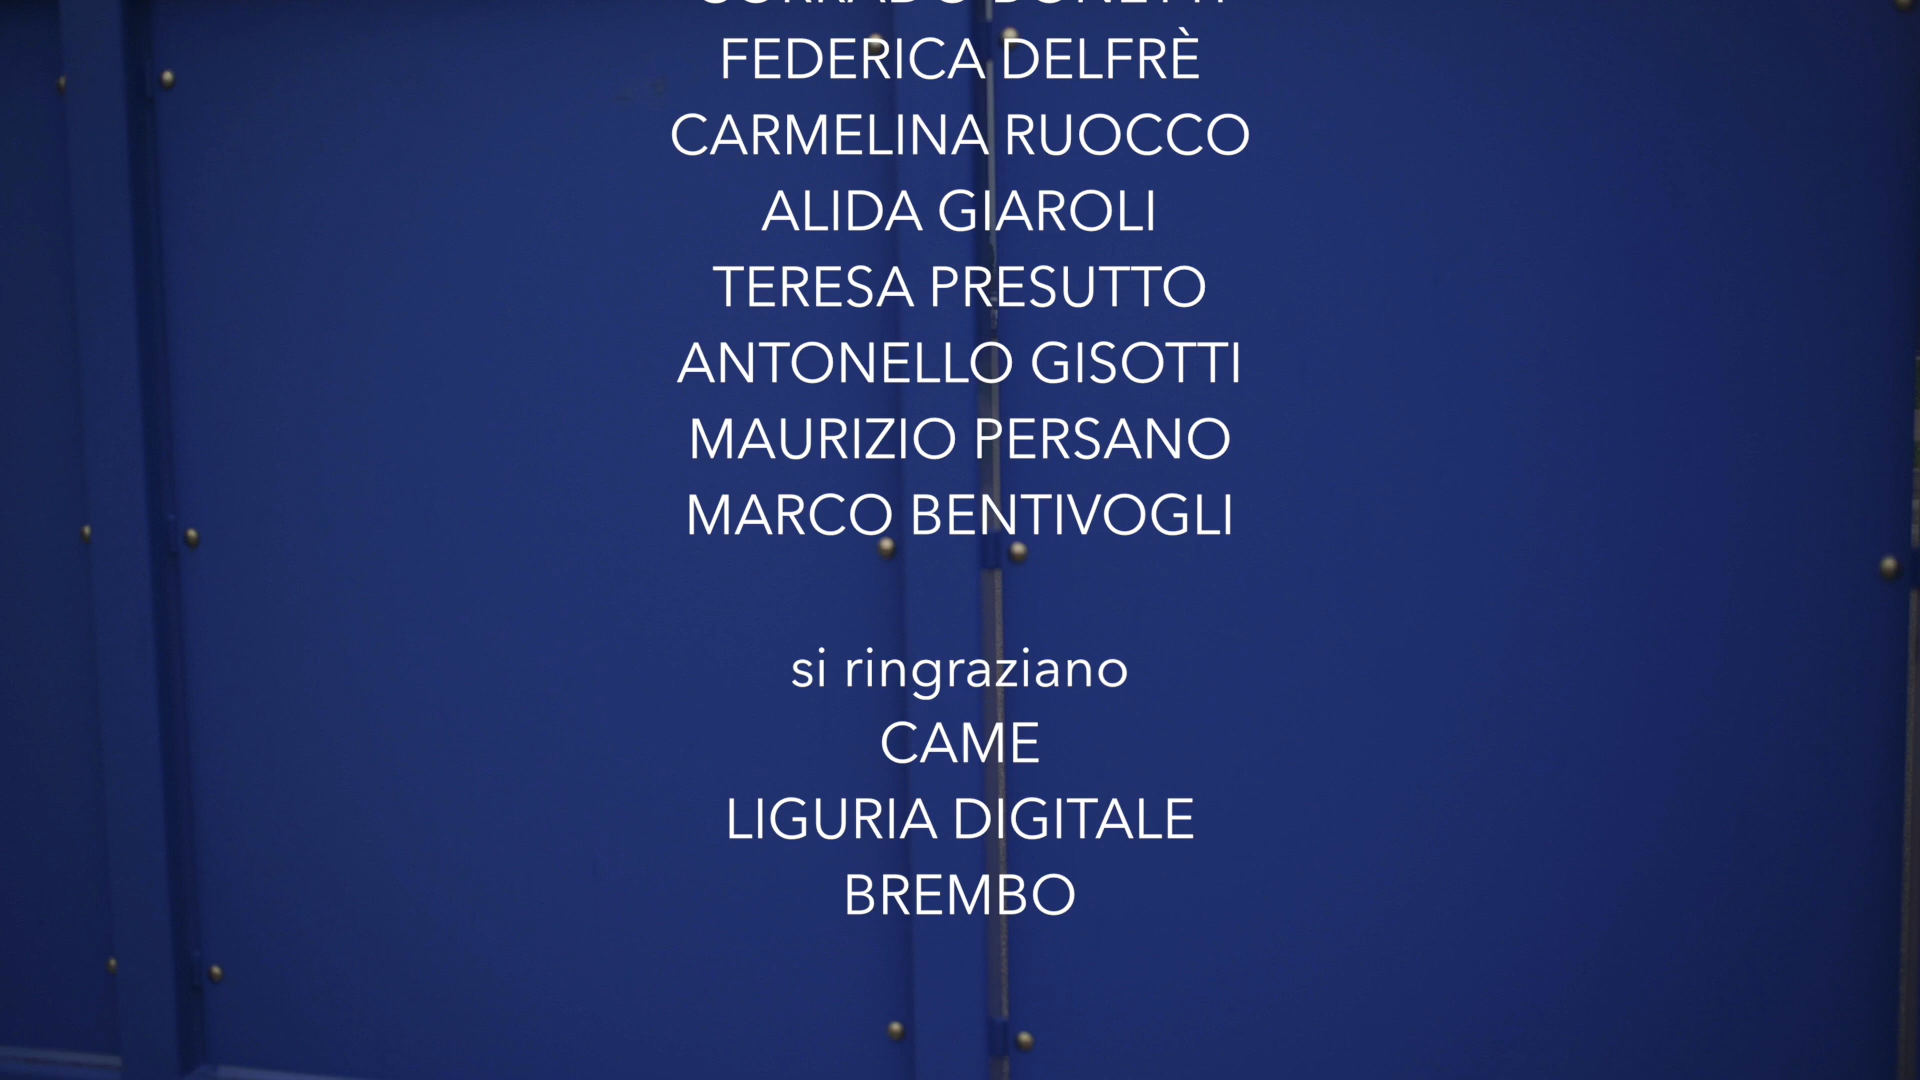 FEDERICA DELFRÈ
CARMELINA RUOCCO
ALIDA GIAROLI
TERESA PRESUTTO
ANTONELLO GISOTTI
MAURIZIO PERSANO
MARCO BENTIVOGLI
si ringraziano
CAME
LIGURIA DIGITALE
BREMBO